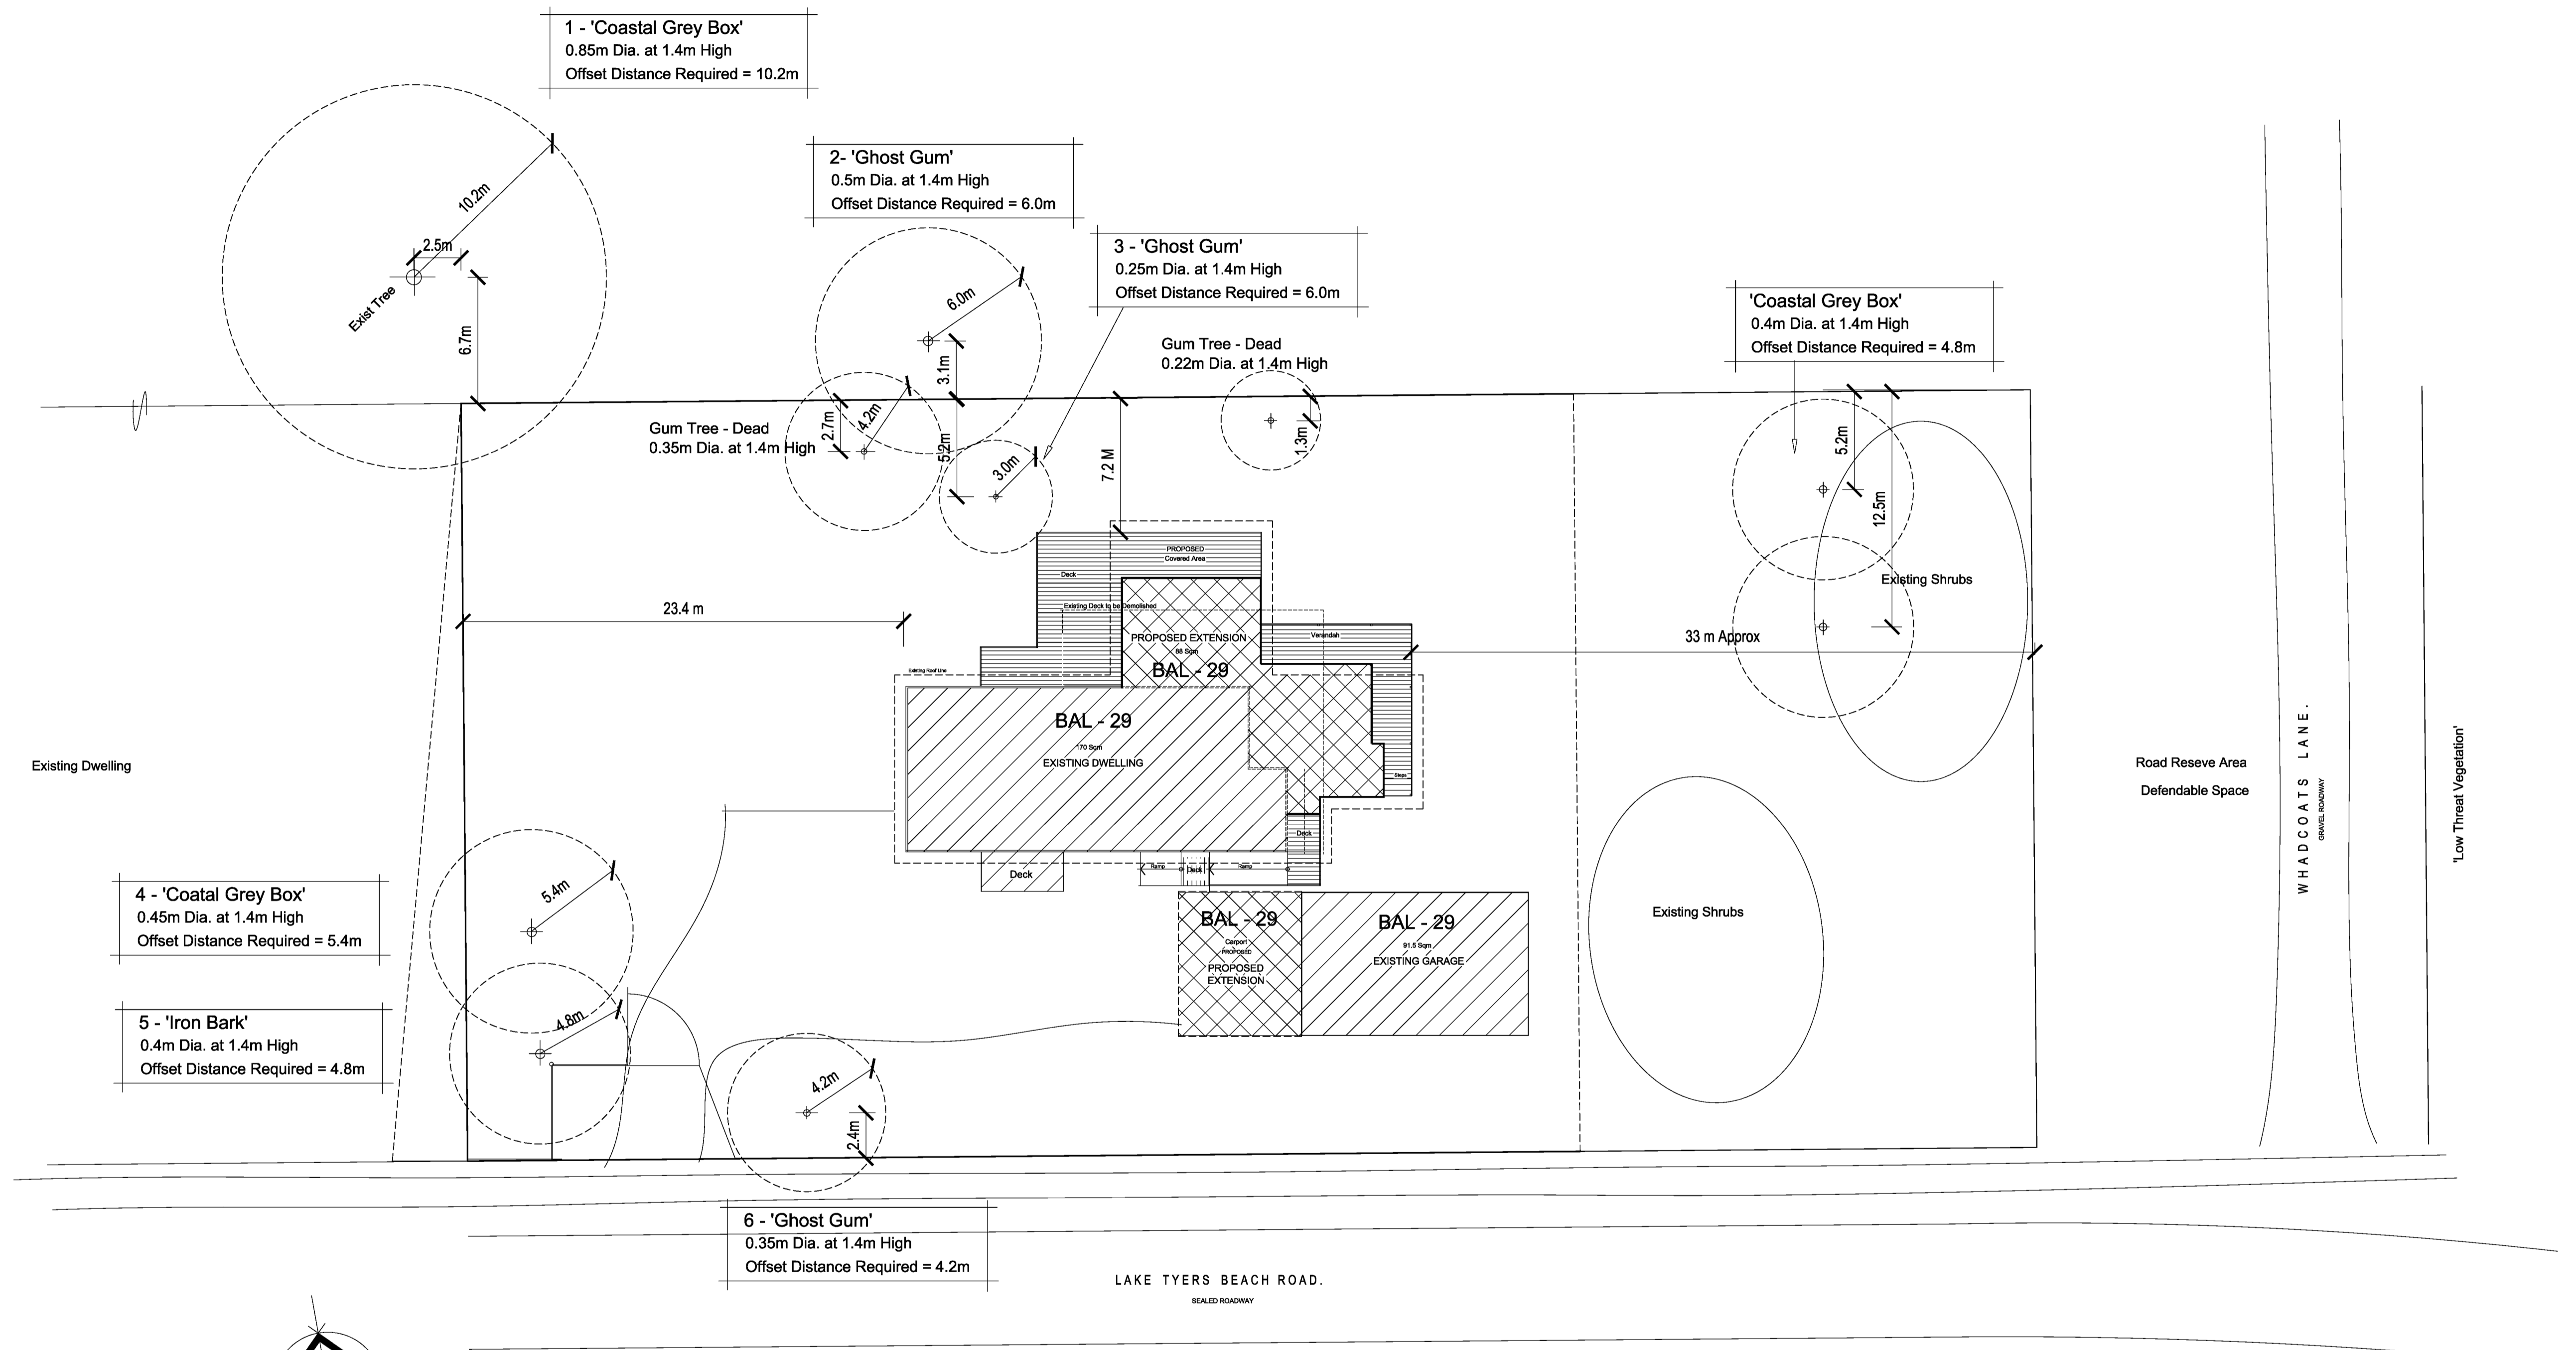 1 - 'Coastal Grey Box'
0.85m Dia. at 1.4m High
Offset Distance Required = 10.2m
10.2m
2.5m
Exist Tree
6.7m
2- 'Ghost Gum'
0.5m Dia. at 1.4m High
Offset Distance Required = 6.0m
6.0m
3.1m
3 - 'Ghost Gum'
0.25m Dia. at 1.4m High
Offset Distance Required = 6.0m
Gum Tree - Dead
0.22m Dia. at 1.4m High
1.3m
'Coastal Grey Box'
0.4m Dia. at 1.4m High
Offset Distance Required = 4.8m
5.2m
12.5m
Gum Tree - Dead
0.35m Dia. at 1.4m High
2.7m
4.2m
5.2m
3.0m
7.2 M
23.4 m
33 m Approx
PROPOSED
Covered Area
Deck
Existing Deck to be Demolished
PROPOSED EXTENSION
88 Sqm
BAL - 29
Verandah
Existing Roof Line
BAL - 29
170 Sqm
EXISTING DWELLING
Steps
Deck
Deck
Ramp
Deck
Ramp
BAL - 29
Carport
PROPOSED
PROPOSED
EXTENSION
BAL - 29
91.5 Sqm
EXISTING GARAGE
Existing Shrubs
Existing Shrubs
Existing Dwelling
Road Reseve Area
Defendable Space
WHADCOATS LANE.
GRAVEL ROADWAY
'Low Threat Vegetation'
4 - 'Coatal Grey Box'
0.45m Dia. at 1.4m High
Offset Distance Required = 5.4m
5.4m
5 - 'Iron Bark'
0.4m Dia. at 1.4m High
Offset Distance Required = 4.8m
4.8m
4.2m
2.4m
6 - 'Ghost Gum'
0.35m Dia. at 1.4m High
Offset Distance Required = 4.2m
LAKE TYERS BEACH ROAD.
SEALED ROADWAY